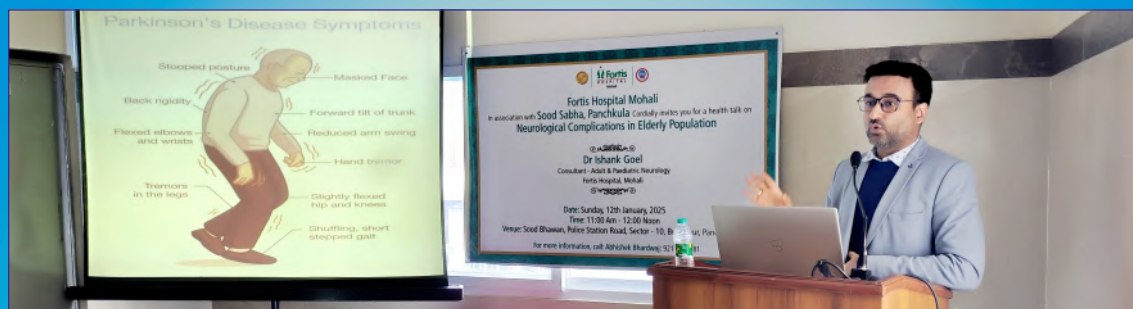 Parkinson's Disease Symptoms
Stooped posture
Masked Face
Back rigidity
Forward tilt of trunk
Flexed elbows
and wrists
Reduced arm swing
Hand tremor
Tremors
in the legs
Slightly flexed
hip and knees
Shuffling, short
stepped gait
Fortis
HOSPITAL
Fortis Hospital Mohali
In association with Sood Sabha, Panchkula Cordially invites you for a health talk on
Neurological Complications in Elderly Population
Dr Ishank Goel
Consultant - Adult & Paediatric Neurology
Fortis Hospital, Mohali
Date: Sunday, 12th January, 2025
Time: 11:00 Am - 12:00 Noon
Venue: Sood Bhawan, Police Station Road, Sector - 10,
For more information, call: Abhishek Bhardwaj: